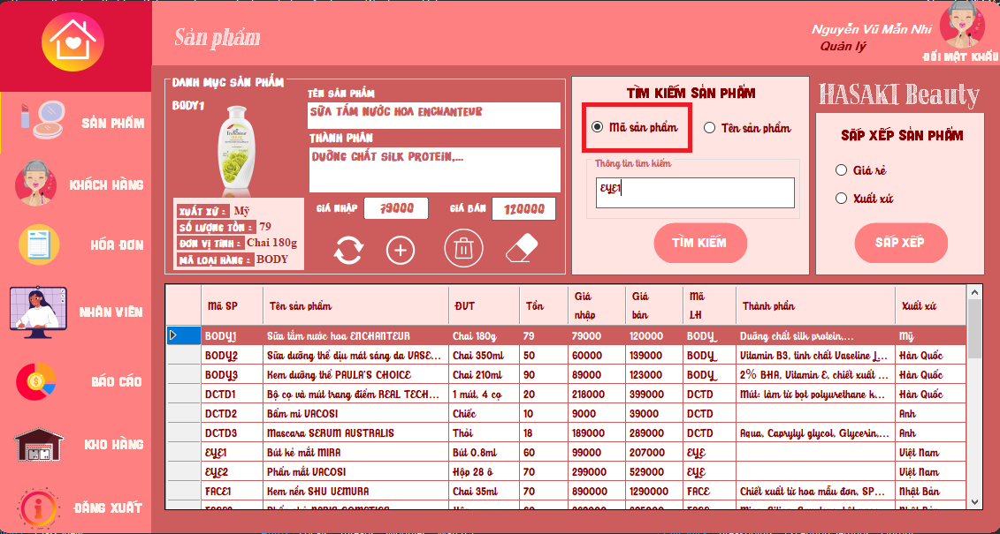 Sản phẩm
Nguyễn Vũ Mẫn Nhi
Quản lý
ĐỔI MẬT KHẨU
SẢN PHẨM
KHÁCH HÀNG
HÓA ĐƠN
NHÂN VIÊN
BÁO CÁO
KHO HÀNG
ĐĂNG XUẤT
DANH MỤC SẢN PHẨM
BODY1
TÊN SẢN PHẨM
SỮA TẮM NƯỚC HOA ENCHANTEUR
THÀNH PHẦN
DƯỠNG CHẤT SILK PROTEIN,...
XUẤT XỨ : Mỹ
SỐ LƯỢNG TỒN : 79
ĐƠN VỊ TÍNH : Chai 180g
MÃ LOẠI HÀNG : BODY
GIÁ NHẬP 79000 GIÁ BÁN 120000
TÌM KIẾM SẢN PHẨM
Mã sản phẩm Tên sản phẩm
Thông tin tìm kiếm
EYE1
TÌM KIẾM
HASAKI Beauty
SẮP XẾP SẢN PHẨM
Giá rẻ
Xuất xứ
SẮP XẾP
Mã SP Tên sản phẩm ĐVT Tồn Giá nhập Giá bán Mã LH Thành phần Xuất xứ
BODY1 Sữa tắm nước hoa ENCHANTEUR Chai 180g 79 79000 120000 BODY Dưỡng chất silk protein,... Mỹ
BODY2 Sữa dưỡng thể dịu mát sáng da VASE... Chai 350ml 50 60000 139000 BODY Vitamin B3, tinh chất Vaseline J... Hàn Quốc
BODY3 Kem dưỡng thể PAULA'S CHOICE Chai 210ml 90 89000 123000 BODY 2% BHA, Vitamin E, chiết xuất ... Hàn Quốc
DCTD1 Bộ cọ và mút trang điểm REAL TECH... 1 mút, 4 cọ 20 218000 399000 DCTD Mút: làm từ bọt polyurethane k... Hàn Quốc
DCTD2 Bấm mi VACOSI Chiếc 10 9000 39000 DCTD Anh
DCTD3 Mascara SERUM AUSTRALIS Thỏi 18 189000 289000 DCTD Aqua, Caprylyl glycol, Glycerin,... Anh
EYE1 Bút kẻ mắt MIRA Bút 0.8ml 60 99000 207000 EYE Việt Nam
EYE2 Phấn mắt VACOSI Hộp 28 ô 70 299000 529000 EYE Việt Nam
FACE1 Kem nền SHU UEMURA Chai 35ml 70 890000 1290000 FACE Chiết xuất từ hoa mẫu đơn, SP... Nhật Bản